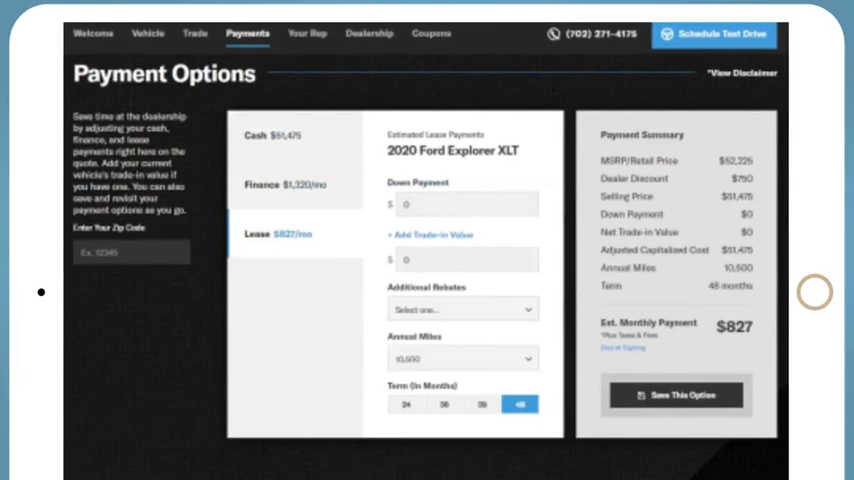 Welcome Vehicle Trade Payments Your Rep Dealership Coupons (702) 271-4175 Schedule Test Drive
Payment Options
*View Disclaimer
Save time at the dealership
by adjusting your cash,
finance, and lease
payments right here on the
quote. Add your current
vehicle's trade-in value if
you have one. You can also
save and revisit your
payment options as you go.
Enter Your Zip Code
Ex. 12345
Cash $51,475
Finance $1,320/mo
Lease $827/mo
Estimated Lease Payments
2020 Ford Explorer XLT
Down Payment
$ 0
+ Add Trade-in Value
$ 0
Additional Rebates
Select one...
Annual Miles
10,500
Term (In Months)
24 36 39 48
Payment Summary
MSRP/Retail Price $52,225
Dealer Discount $750
Selling Price $51,475
Down Payment $0
Net Trade-in Value $0
Adjusted Capitalized Cost $51,475
Annual Miles 10,500
Term 48 months
Est. Monthly Payment $827
*Plus Taxes & Fees
Due at Signing
Save This Option